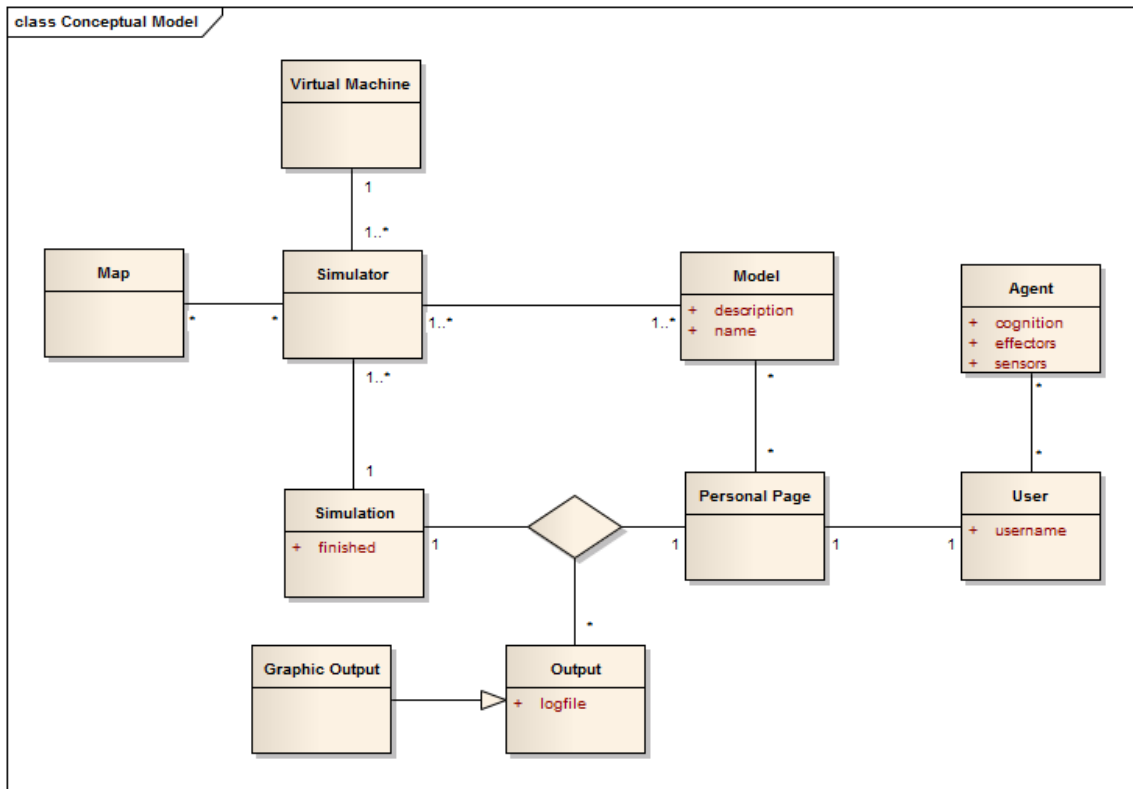 class Conceptual Model
Virtual Machine
1
1..*
Map
*
*
Simulator
1..*
1..*
Model
+ description
+ name
Agent
+ cognition
+ effectors
+ sensors
1..*
*
*
1
*
*
Simulation
+ finished
1
1
Personal Page
1
1
User
+ username
*
Graphic Output
Output
+ logfile